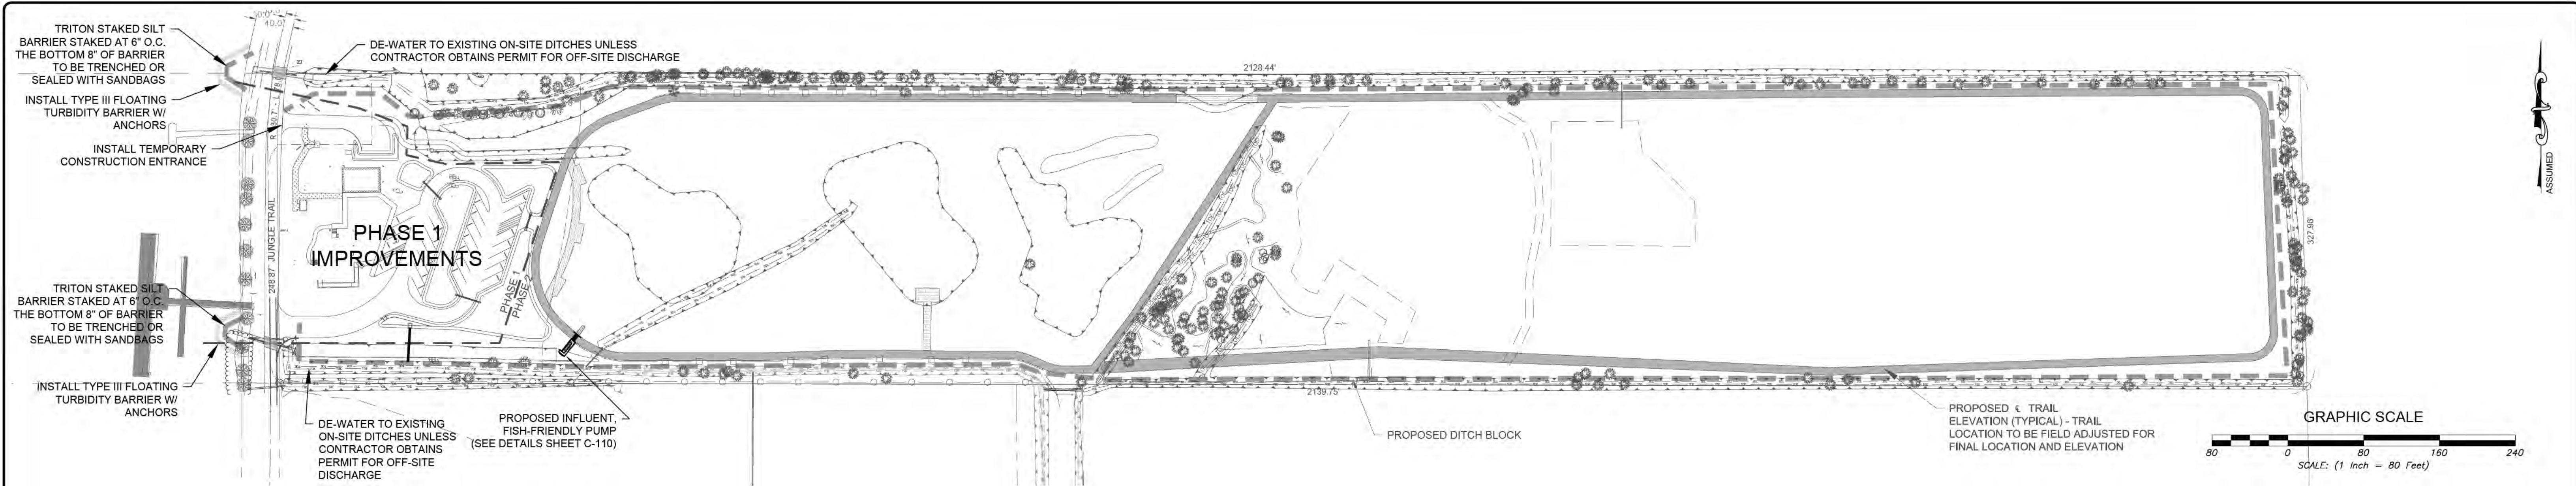 50.0'
40.0'
TRITON STAKED SILT
BARRIER STAKED AT 6" O.C.
THE BOTTOM 8" OF BARRIER
TO BE TRENCHED OR
SEALED WITH SANDBAGS
INSTALL TYPE III FLOATING
TURBIDITY BARRIER W/
ANCHORS
INSTALL TEMPORARY
CONSTRUCTION ENTRANCE
DE-WATER TO EXISTING ON-SITE DITCHES UNLESS
CONTRACTOR OBTAINS PERMIT FOR OFF-SITE DISCHARGE
2128.44'
ASSUMED
PHASE 1
IMPROVEMENTS
248.87' JUNGLE TRAIL
PHASE 1
PHASE 2
327.98'
TRITON STAKED SILT
BARRIER STAKED AT 6" O.C.
THE BOTTOM 8" OF BARRIER
TO BE TRENCHED OR
SEALED WITH SANDBAGS
INSTALL TYPE III FLOATING
TURBIDITY BARRIER W/
ANCHORS
DE-WATER TO EXISTING
ON-SITE DITCHES UNLESS
CONTRACTOR OBTAINS
PERMIT FOR OFF-SITE
DISCHARGE
PROPOSED INFLUENT,
FISH-FRIENDLY PUMP
(SEE DETAILS SHEET C-110)
2139.75'
PROPOSED DITCH BLOCK
PROPOSED ℄ TRAIL
ELEVATION (TYPICAL) - TRAIL
LOCATION TO BE FIELD ADJUSTED FOR
FINAL LOCATION AND ELEVATION
GRAPHIC SCALE
80 0 80 160 240
SCALE: (1 Inch = 80 Feet)